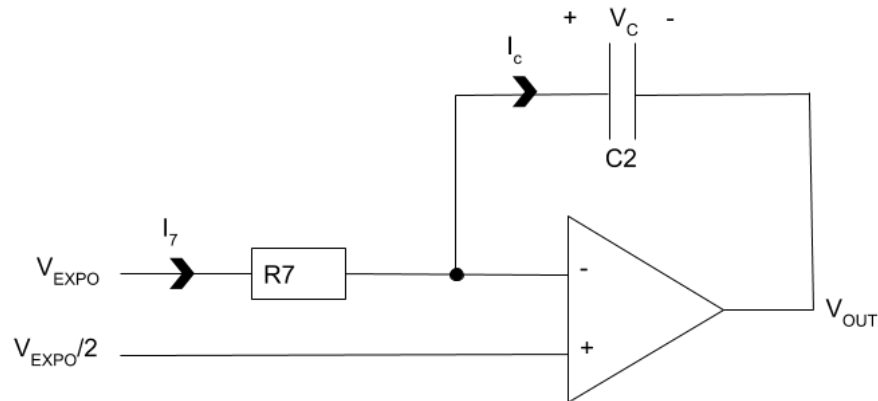 + V_C -
I_c
C2
I_7
V_EXPO
R7
-
V_OUT
V_EXPO/2
+